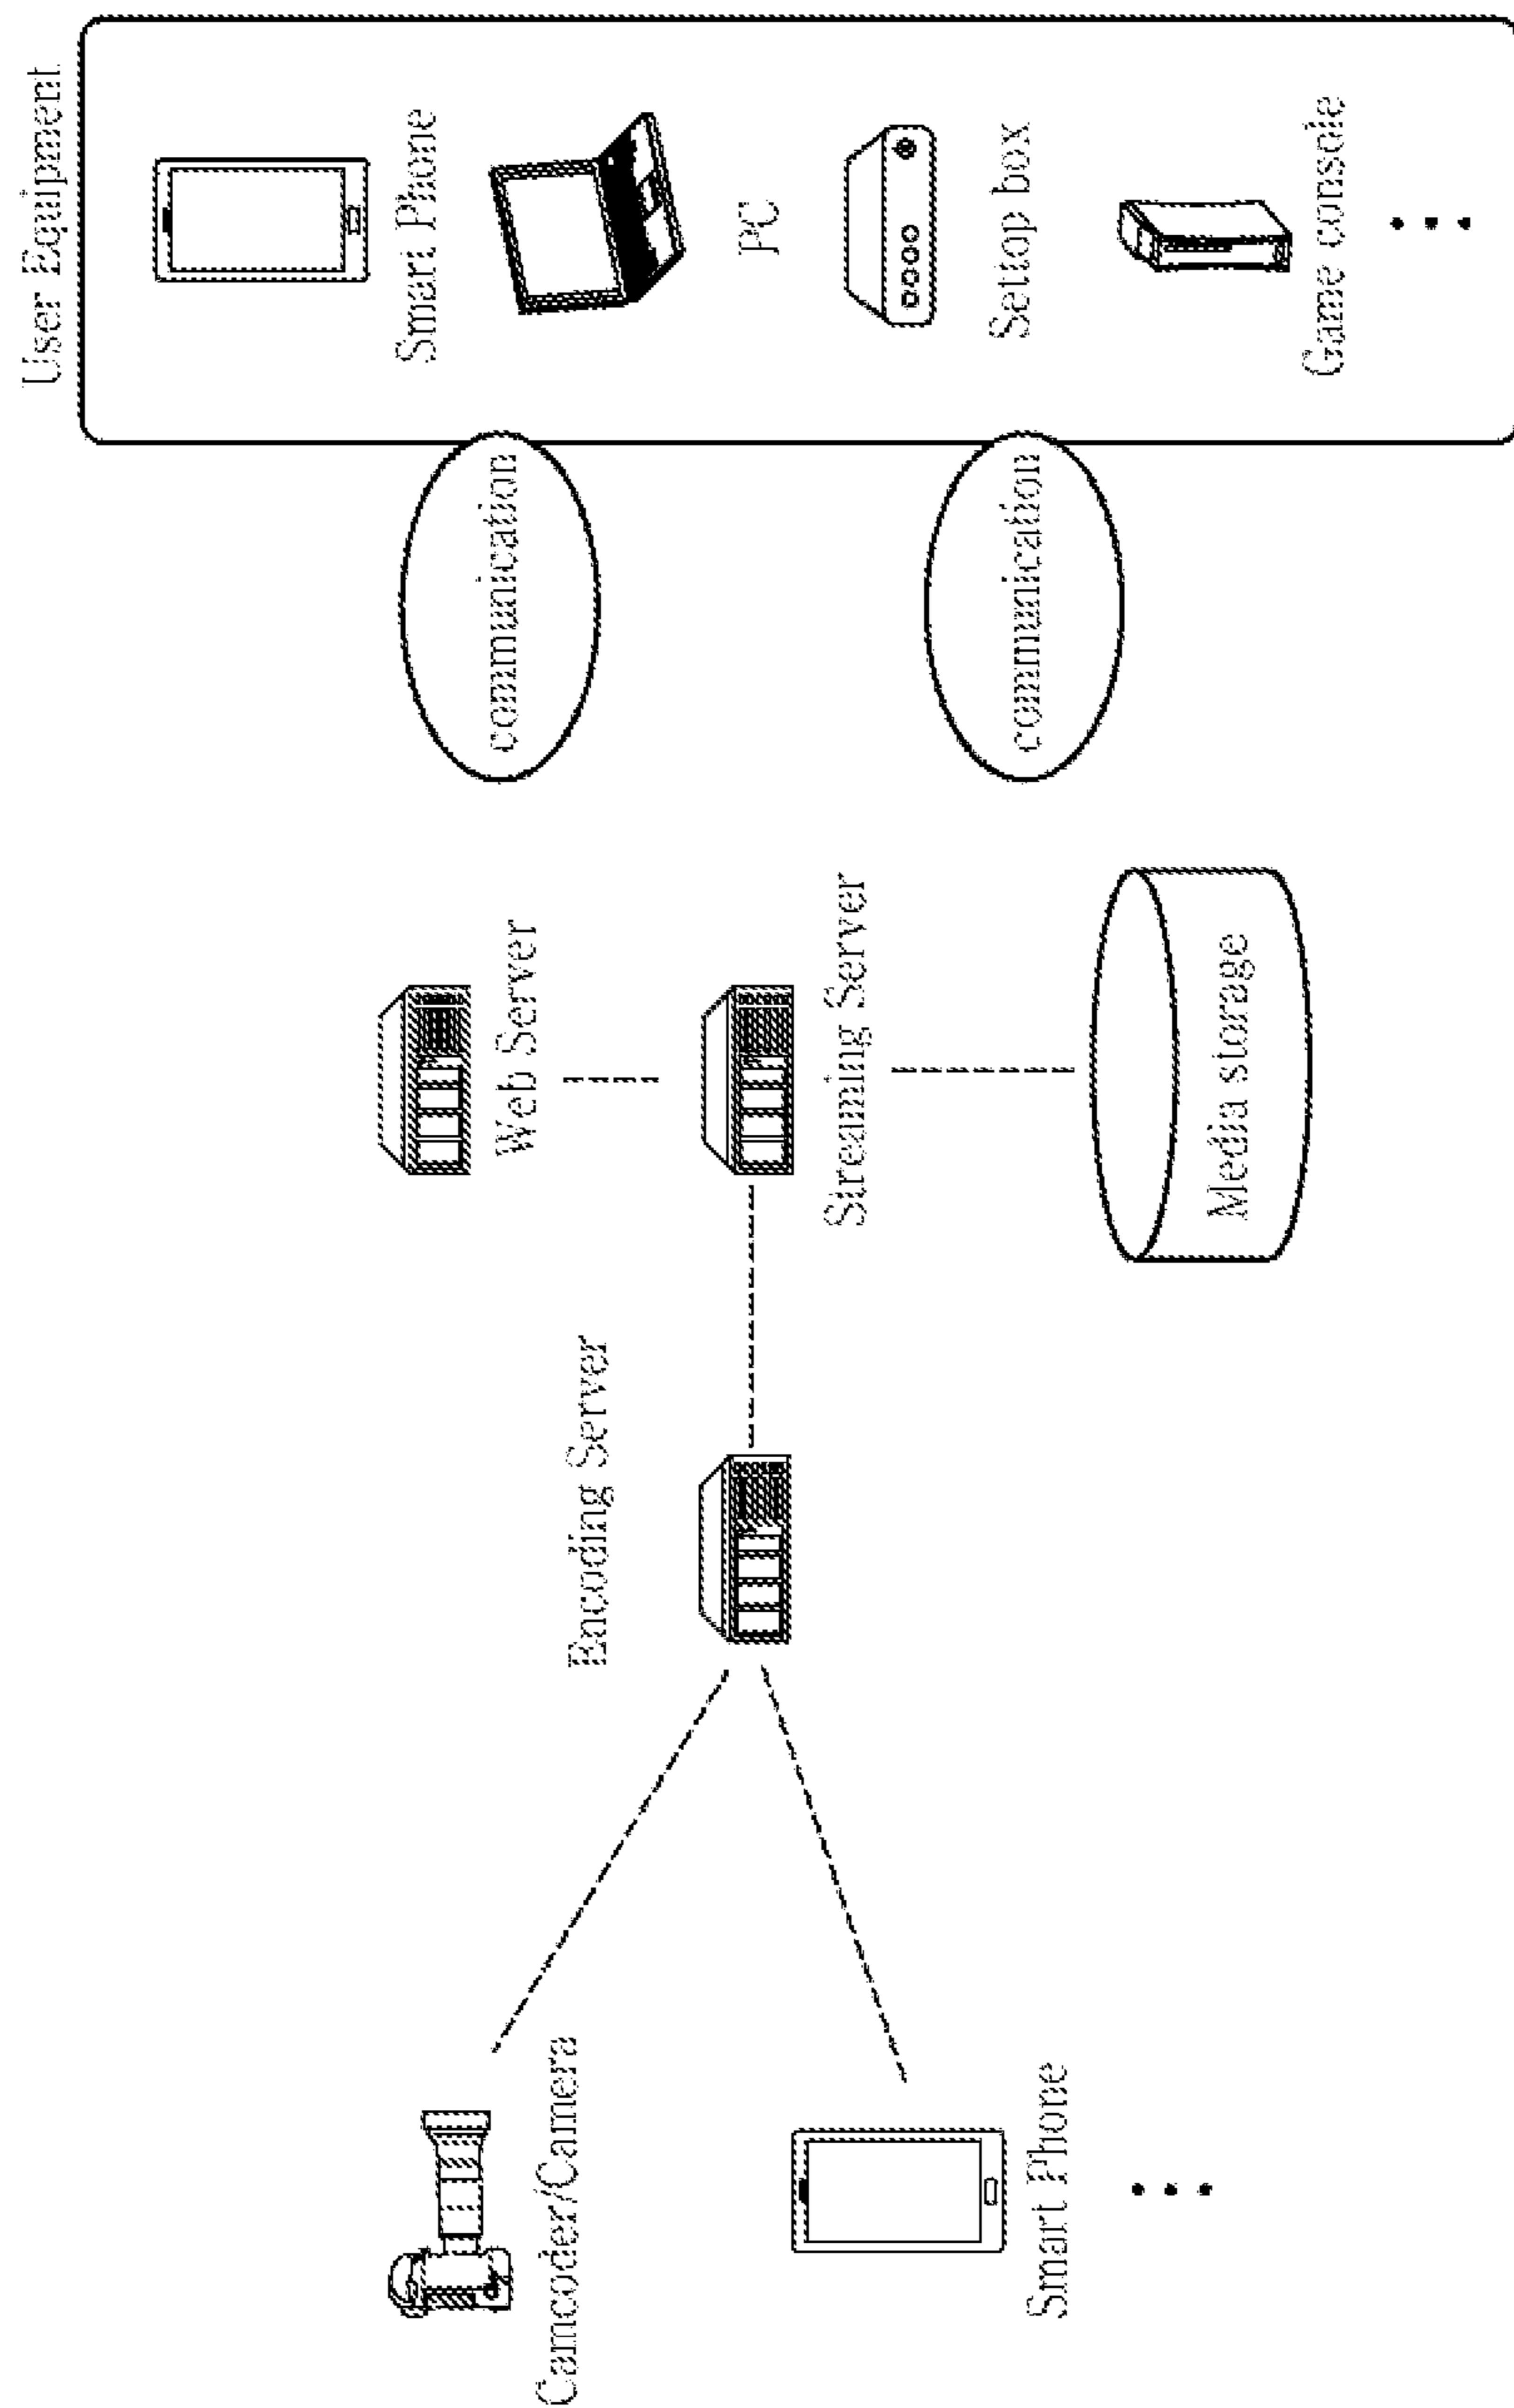 User Equipment
Camcoder/Camera
Smart Phone
Encoding Server
Web Server
Streaming Server
Media storage
communication
communication
Smart Phone
PC
Settop box
Game console